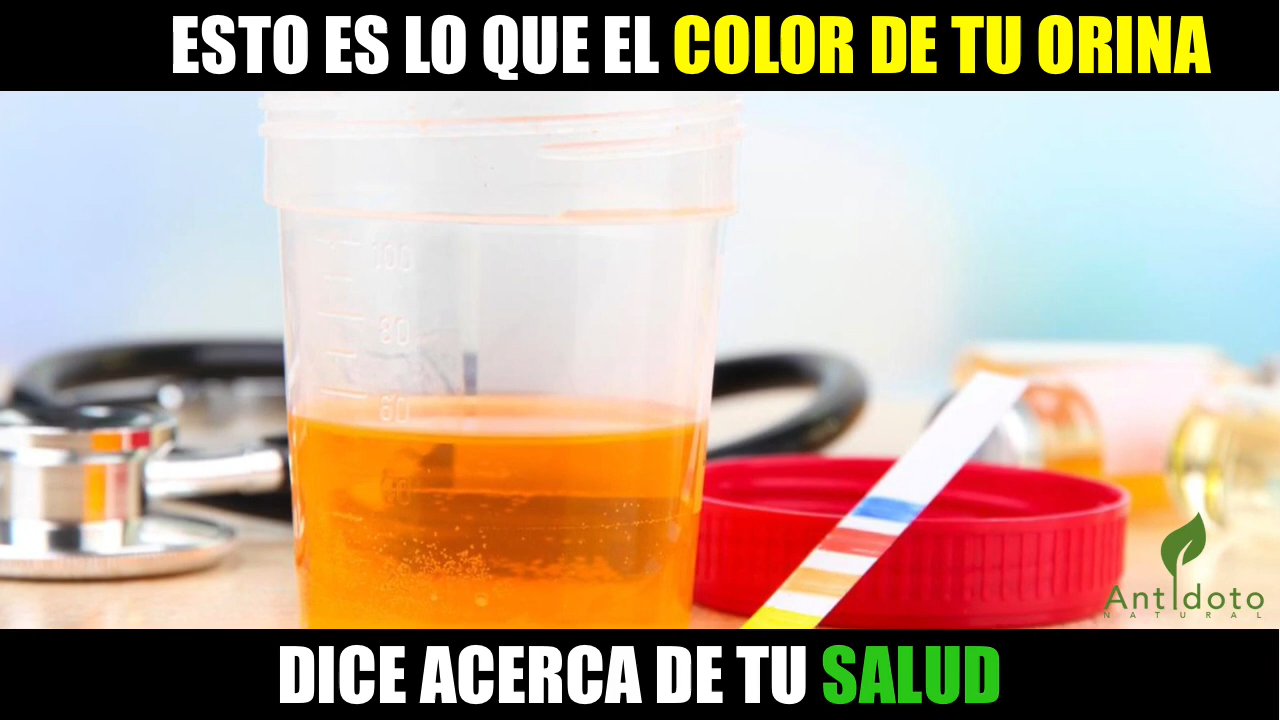 ESTO ES LO QUE EL COLOR DE TU ORINA
100
80
60
Antidoto
NATURAL
DICE ACERCA DE TU SALUD